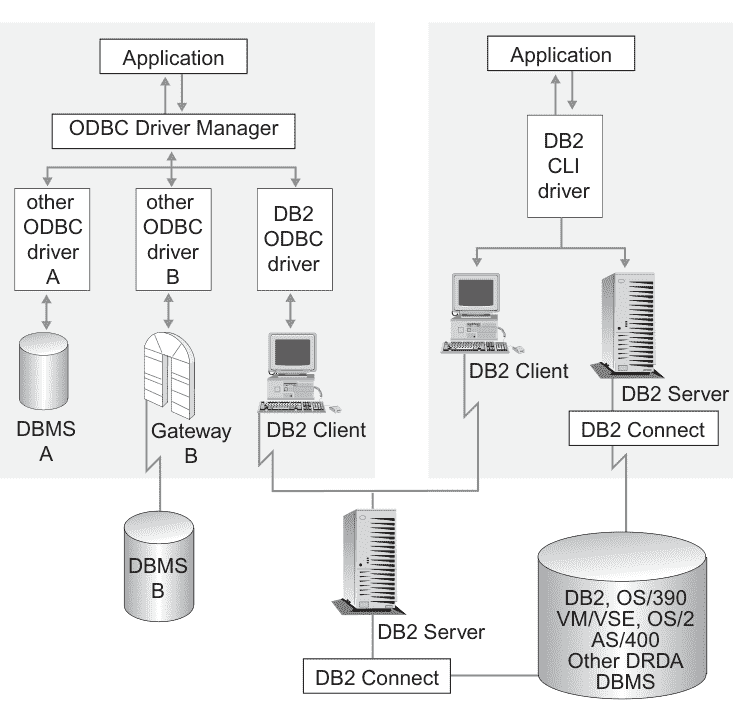 Application
ODBC Driver Manager
other
ODBC
driver
A
other
ODBC
driver
B
DB2
ODBC
driver
DBMS
A
Gateway
B
DB2 Client
DBMS
B
Application
DB2
CLI
driver
DB2 Client
DB2 Server
DB2 Connect
DB2 Server
DB2 Connect
DB2, OS/390
VM/VSE, OS/2
AS/400
Other DRDA
DBMS